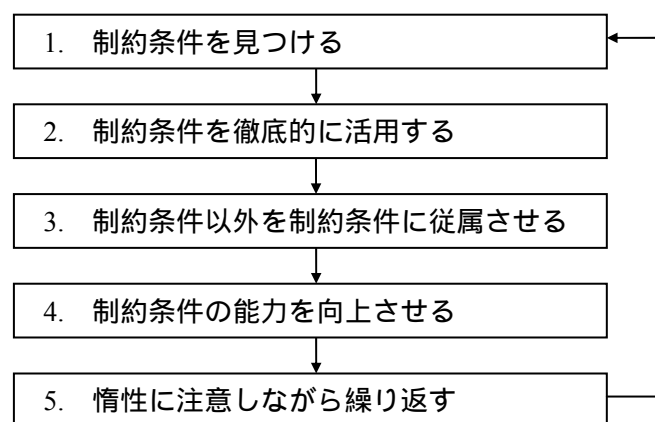 1. 制約条件を見つける
2. 制約条件を徹底的に活用する
3. 制約条件以外を制約条件に従属させる
4. 制約条件の能力を向上させる
5. 惰性に注意しながら繰り返す